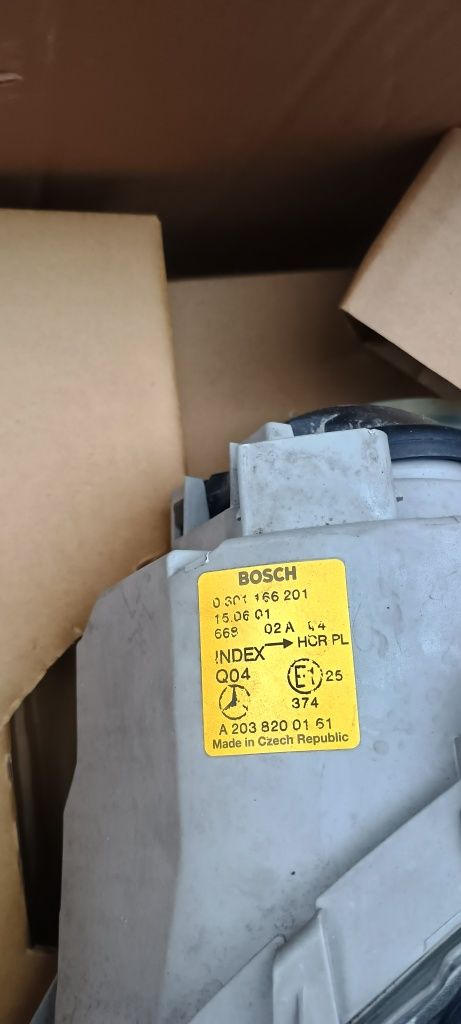 BOSCH
0 301 166 201
15.06 01
668 02 A
INDEX → HCR PL
Q04 E1 25
374
A 203 820 01 61
Made in Czech Republic